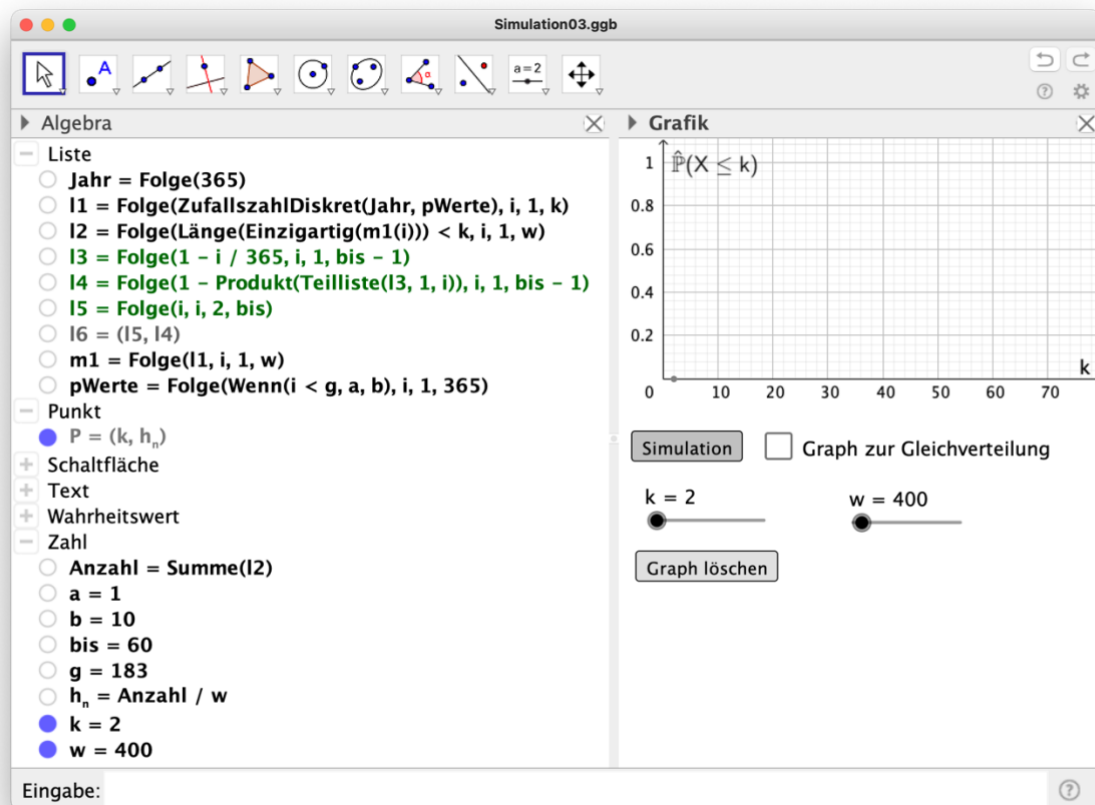 Simulation03.ggb
A
α
a=2
Algebra
Liste
Jahr = Folge(365)
l1 = Folge(ZufallszahlDiskret(Jahr, pWerte), i, 1, k)
l2 = Folge(Länge(Einzigartig(m1(i))) < k, i, 1, w)
l3 = Folge(1 − i / 365, i, 1, bis − 1)
l4 = Folge(1 − Produkt(Teilliste(l3, 1, i)), i, 1, bis − 1)
l5 = Folge(i, i, 2, bis)
l6 = (l5, l4)
m1 = Folge(l1, i, 1, w)
pWerte = Folge(Wenn(i < g, a, b), i, 1, 365)
Punkt
P = (k, hₙ)
Schaltfläche
Text
Wahrheitswert
Zahl
Anzahl = Summe(l2)
a = 1
b = 10
bis = 60
g = 183
hₙ = Anzahl / w
k = 2
w = 400
Grafik
ℙ̂(X ≤ k)
1
0.8
0.6
0.4
0.2
k
0 10 20 30 40 50 60 70
Simulation
Graph zur Gleichverteilung
k = 2
w = 400
Graph löschen
Eingabe:
?
?